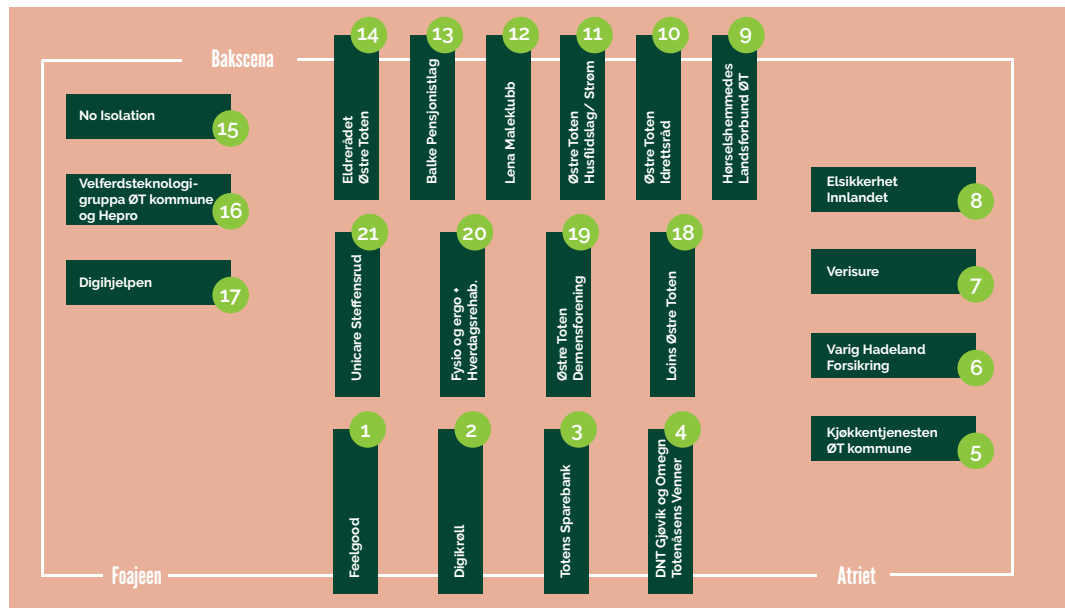 Bakscena
14
Eldrerådet
Østre Toten
13
Balke Pensjonistlag
12
Lena Maleklubb
11
Østre Toten
Husflidslag/ Strøm
10
Østre Toten
Idrettsråd
9
Hørselshemmedes
Landsforbund ØT
No Isolation
15
Velferdsteknologi-
gruppa ØT kommune
og Hepro
16
Digihjelpen
17
21
Unicare Steffensrud
20
Fysio og ergo +
Hverdagsrehab.
19
Østre Toten
Demensforening
18
Loins Østre Toten
Elsikkerhet
Innlandet
8
Verisure
7
Varig Hadeland
Forsikring
6
Kjøkkentjenesten
ØT kommune
5
1
Feelgood
2
Digikrøll
3
Totens Sparebank
4
DNT Gjøvik og Omegn
Totenåsens Venner
Foajeen
Atriet